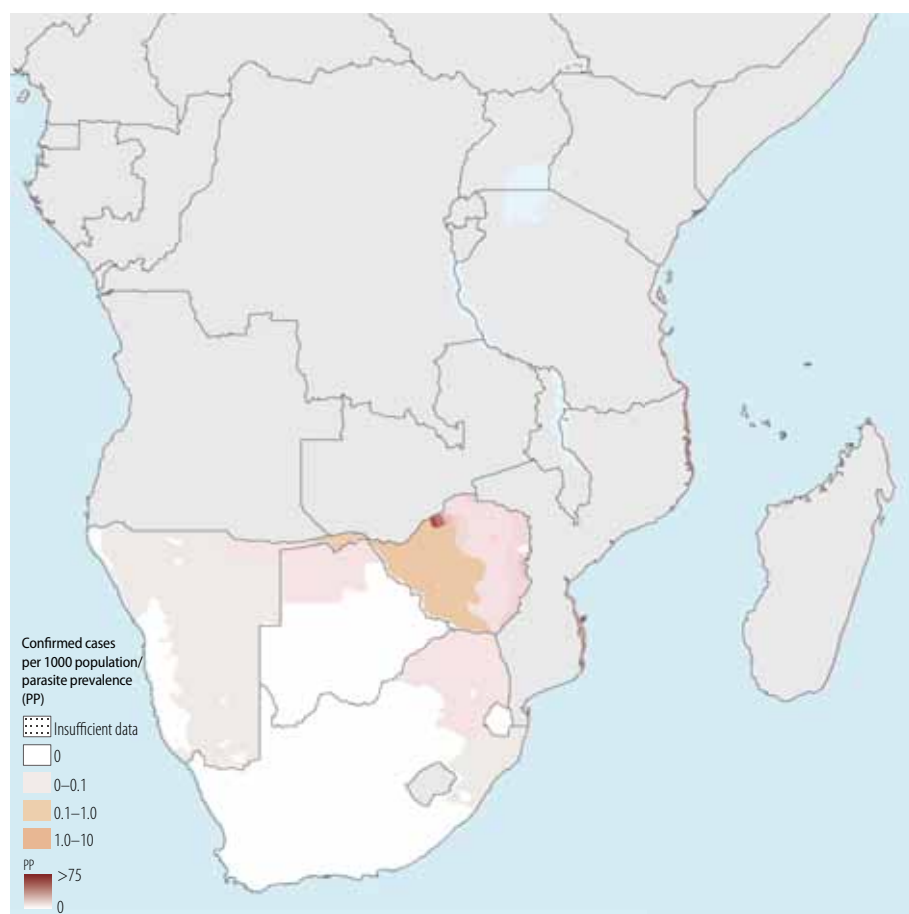 Confirmed cases
per 1000 population/
parasite prevalence
(PP)
Insufficient data
0
0–0.1
0.1–1.0
1.0–10
PP
>75
0